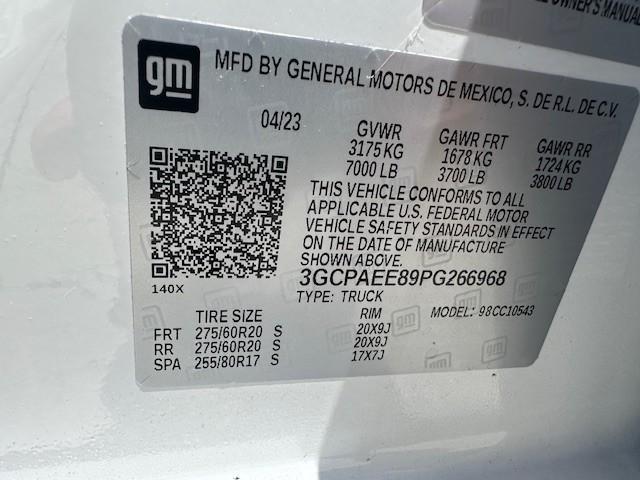 E OWNER'S MANUAL
gm
MFD BY GENERAL MOTORS DE MEXICO, S. DE R.L. DE C.V.
04/23 GVWR GAWR FRT GAWR RR
3175 KG 1678 KG 1724 KG
7000 LB 3700 LB 3800 LB
THIS VEHICLE CONFORMS TO ALL
APPLICABLE U.S. FEDERAL MOTOR
VEHICLE SAFETY STANDARDS IN EFFECT
ON THE DATE OF MANUFACTURE
SHOWN ABOVE.
3GCPAEE89PG266968
140X
TYPE: TRUCK MODEL: 98CC10543
TIRE SIZE RIM
FRT 275/60R20 S 20X9J
RR 275/60R20 S 20X9J
SPA 255/80R17 S 17X7J